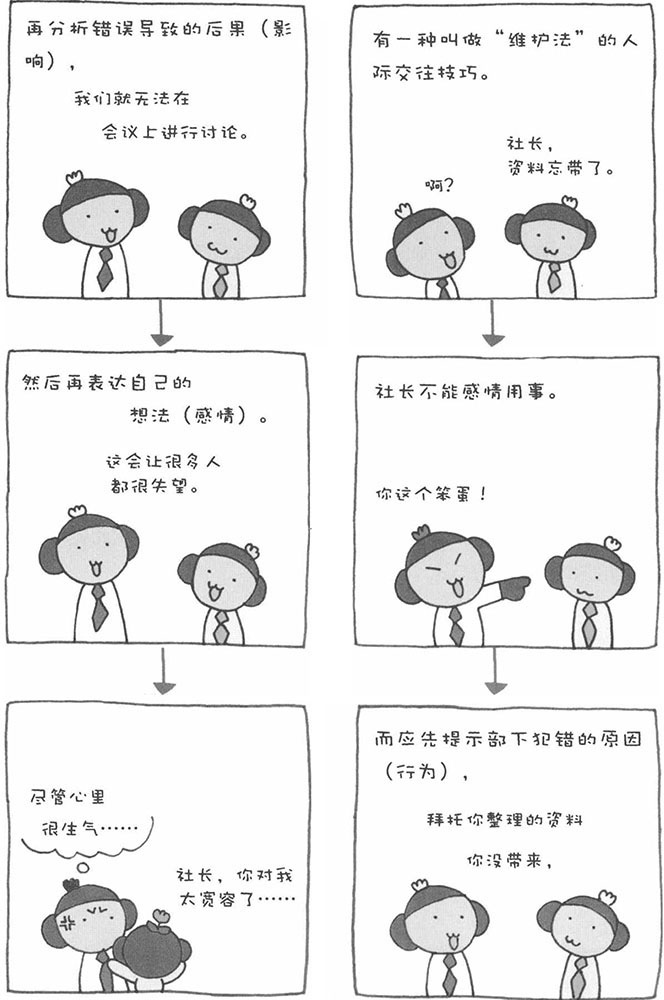 有一种叫做“维护法”的人
际交往技巧。
社长，
资料忘带了。
啊？
社长不能感情用事。
你这个笨蛋！
而应先提示部下犯错的原因
（行为），
拜托你整理的资料
你没带来，
再分析错误导致的后果（影
响），
我们就无法在
会议上进行讨论。
然后再表达自己的
想法（感情）。
这会让很多人
都很失望。
尽管心里
很生气……
社长，你对我
太宽容了……